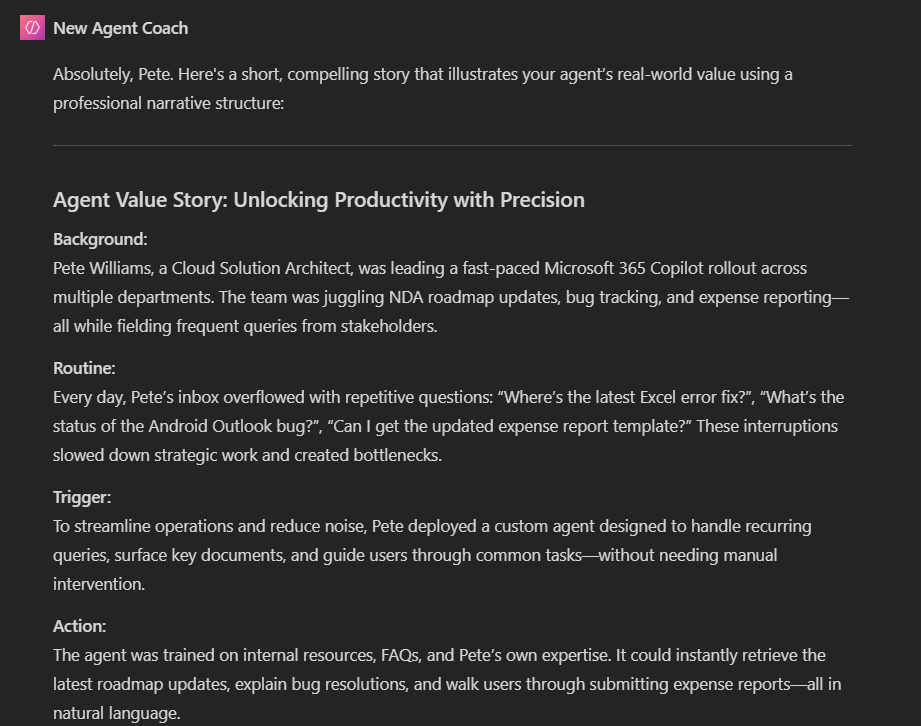 New Agent Coach
Absolutely, Pete. Here's a short, compelling story that illustrates your agent’s real-world value using a
professional narrative structure:
Agent Value Story: Unlocking Productivity with Precision
Background:
Pete Williams, a Cloud Solution Architect, was leading a fast-paced Microsoft 365 Copilot rollout across
multiple departments. The team was juggling NDA roadmap updates, bug tracking, and expense reporting—
all while fielding frequent queries from stakeholders.
Routine:
Every day, Pete’s inbox overflowed with repetitive questions: “Where’s the latest Excel error fix?”, “What’s the
status of the Android Outlook bug?”, “Can I get the updated expense report template?” These interruptions
slowed down strategic work and created bottlenecks.
Trigger:
To streamline operations and reduce noise, Pete deployed a custom agent designed to handle recurring
queries, surface key documents, and guide users through common tasks—without needing manual
intervention.
Action:
The agent was trained on internal resources, FAQs, and Pete’s own expertise. It could instantly retrieve the
latest roadmap updates, explain bug resolutions, and walk users through submitting expense reports—all in
natural language.